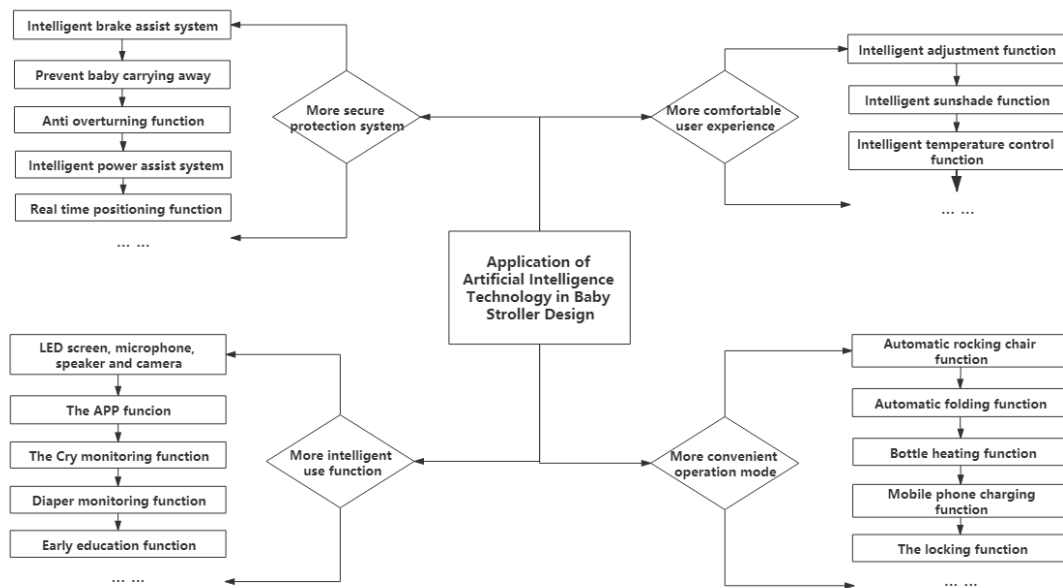 Intelligent brake assist system
Prevent baby carrying away
Anti overturning function
Intelligent power assist system
Real time positioning function
... ...
More secure
protection system
More comfortable
user experience
Intelligent adjustment function
Intelligent sunshade function
Intelligent temperature control
function
... ...
Application of
Artificial Intelligence
Technology in Baby
Stroller Design
LED screen, microphone,
speaker and camera
The APP funcion
The Cry monitoring function
Diaper monitoring function
Early education function
... ...
More intelligent
use function
More convenient
operation mode
Automatic rocking chair
function
Automatic folding function
Bottle heating function
Mobile phone charging
function
The locking function
... ...